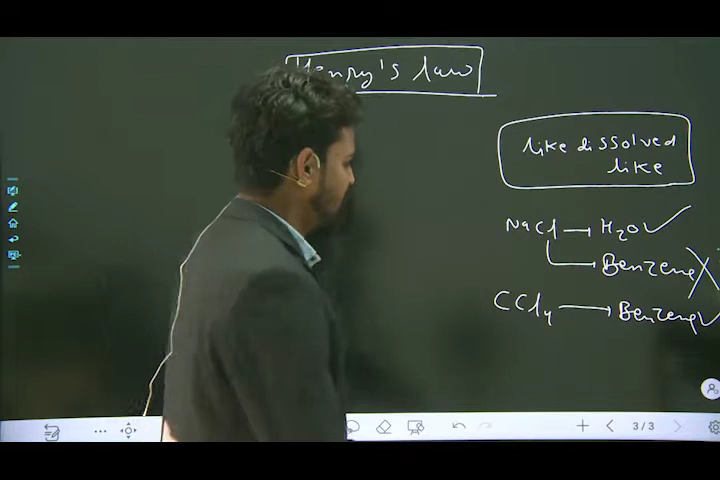 Henry's law
like dissolved
like
NaCl → H₂O ✓
→ Benzene ✗
CCl₄ → Benzene ✓
3/3